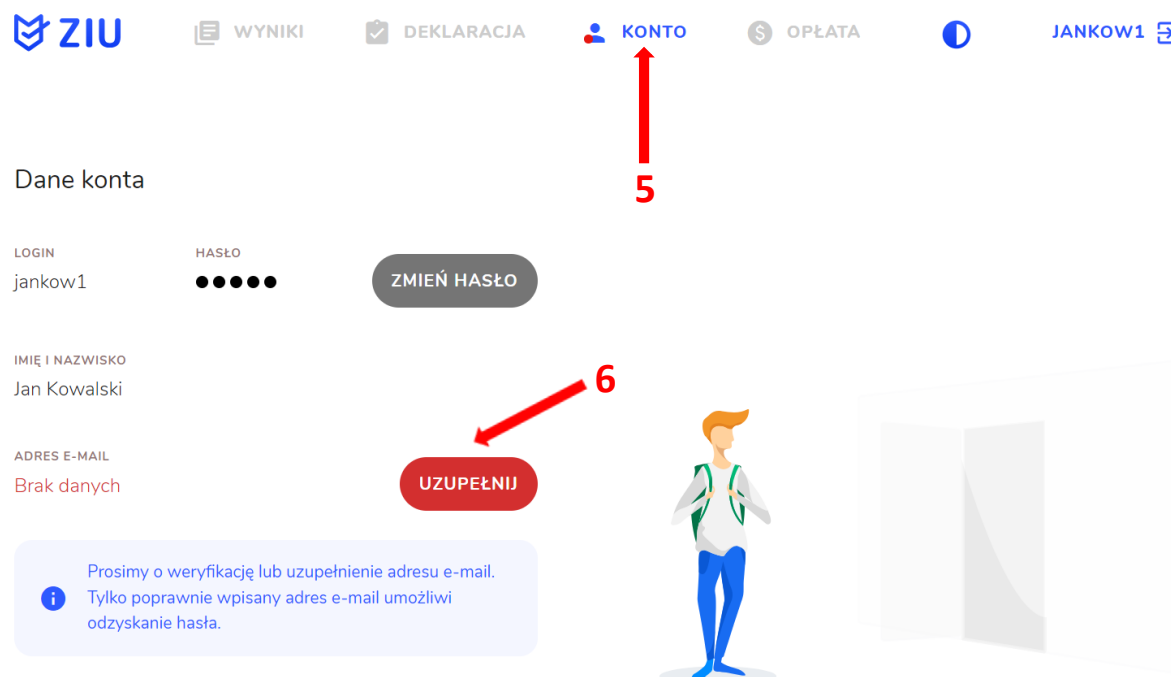 ZIU
WYNIKI
DEKLARACJA
KONTO
OPŁATA
JANKOW1
5
Dane konta
LOGIN
HASŁO
jankow1
ZMIEŃ HASŁO
IMIĘ I NAZWISKO
Jan Kowalski
6
ADRES E-MAIL
Brak danych
UZUPEŁNIJ
Prosimy o weryfikację lub uzupełnienie adresu e-mail.
Tylko poprawnie wpisany adres e-mail umożliwi
odzyskanie hasła.